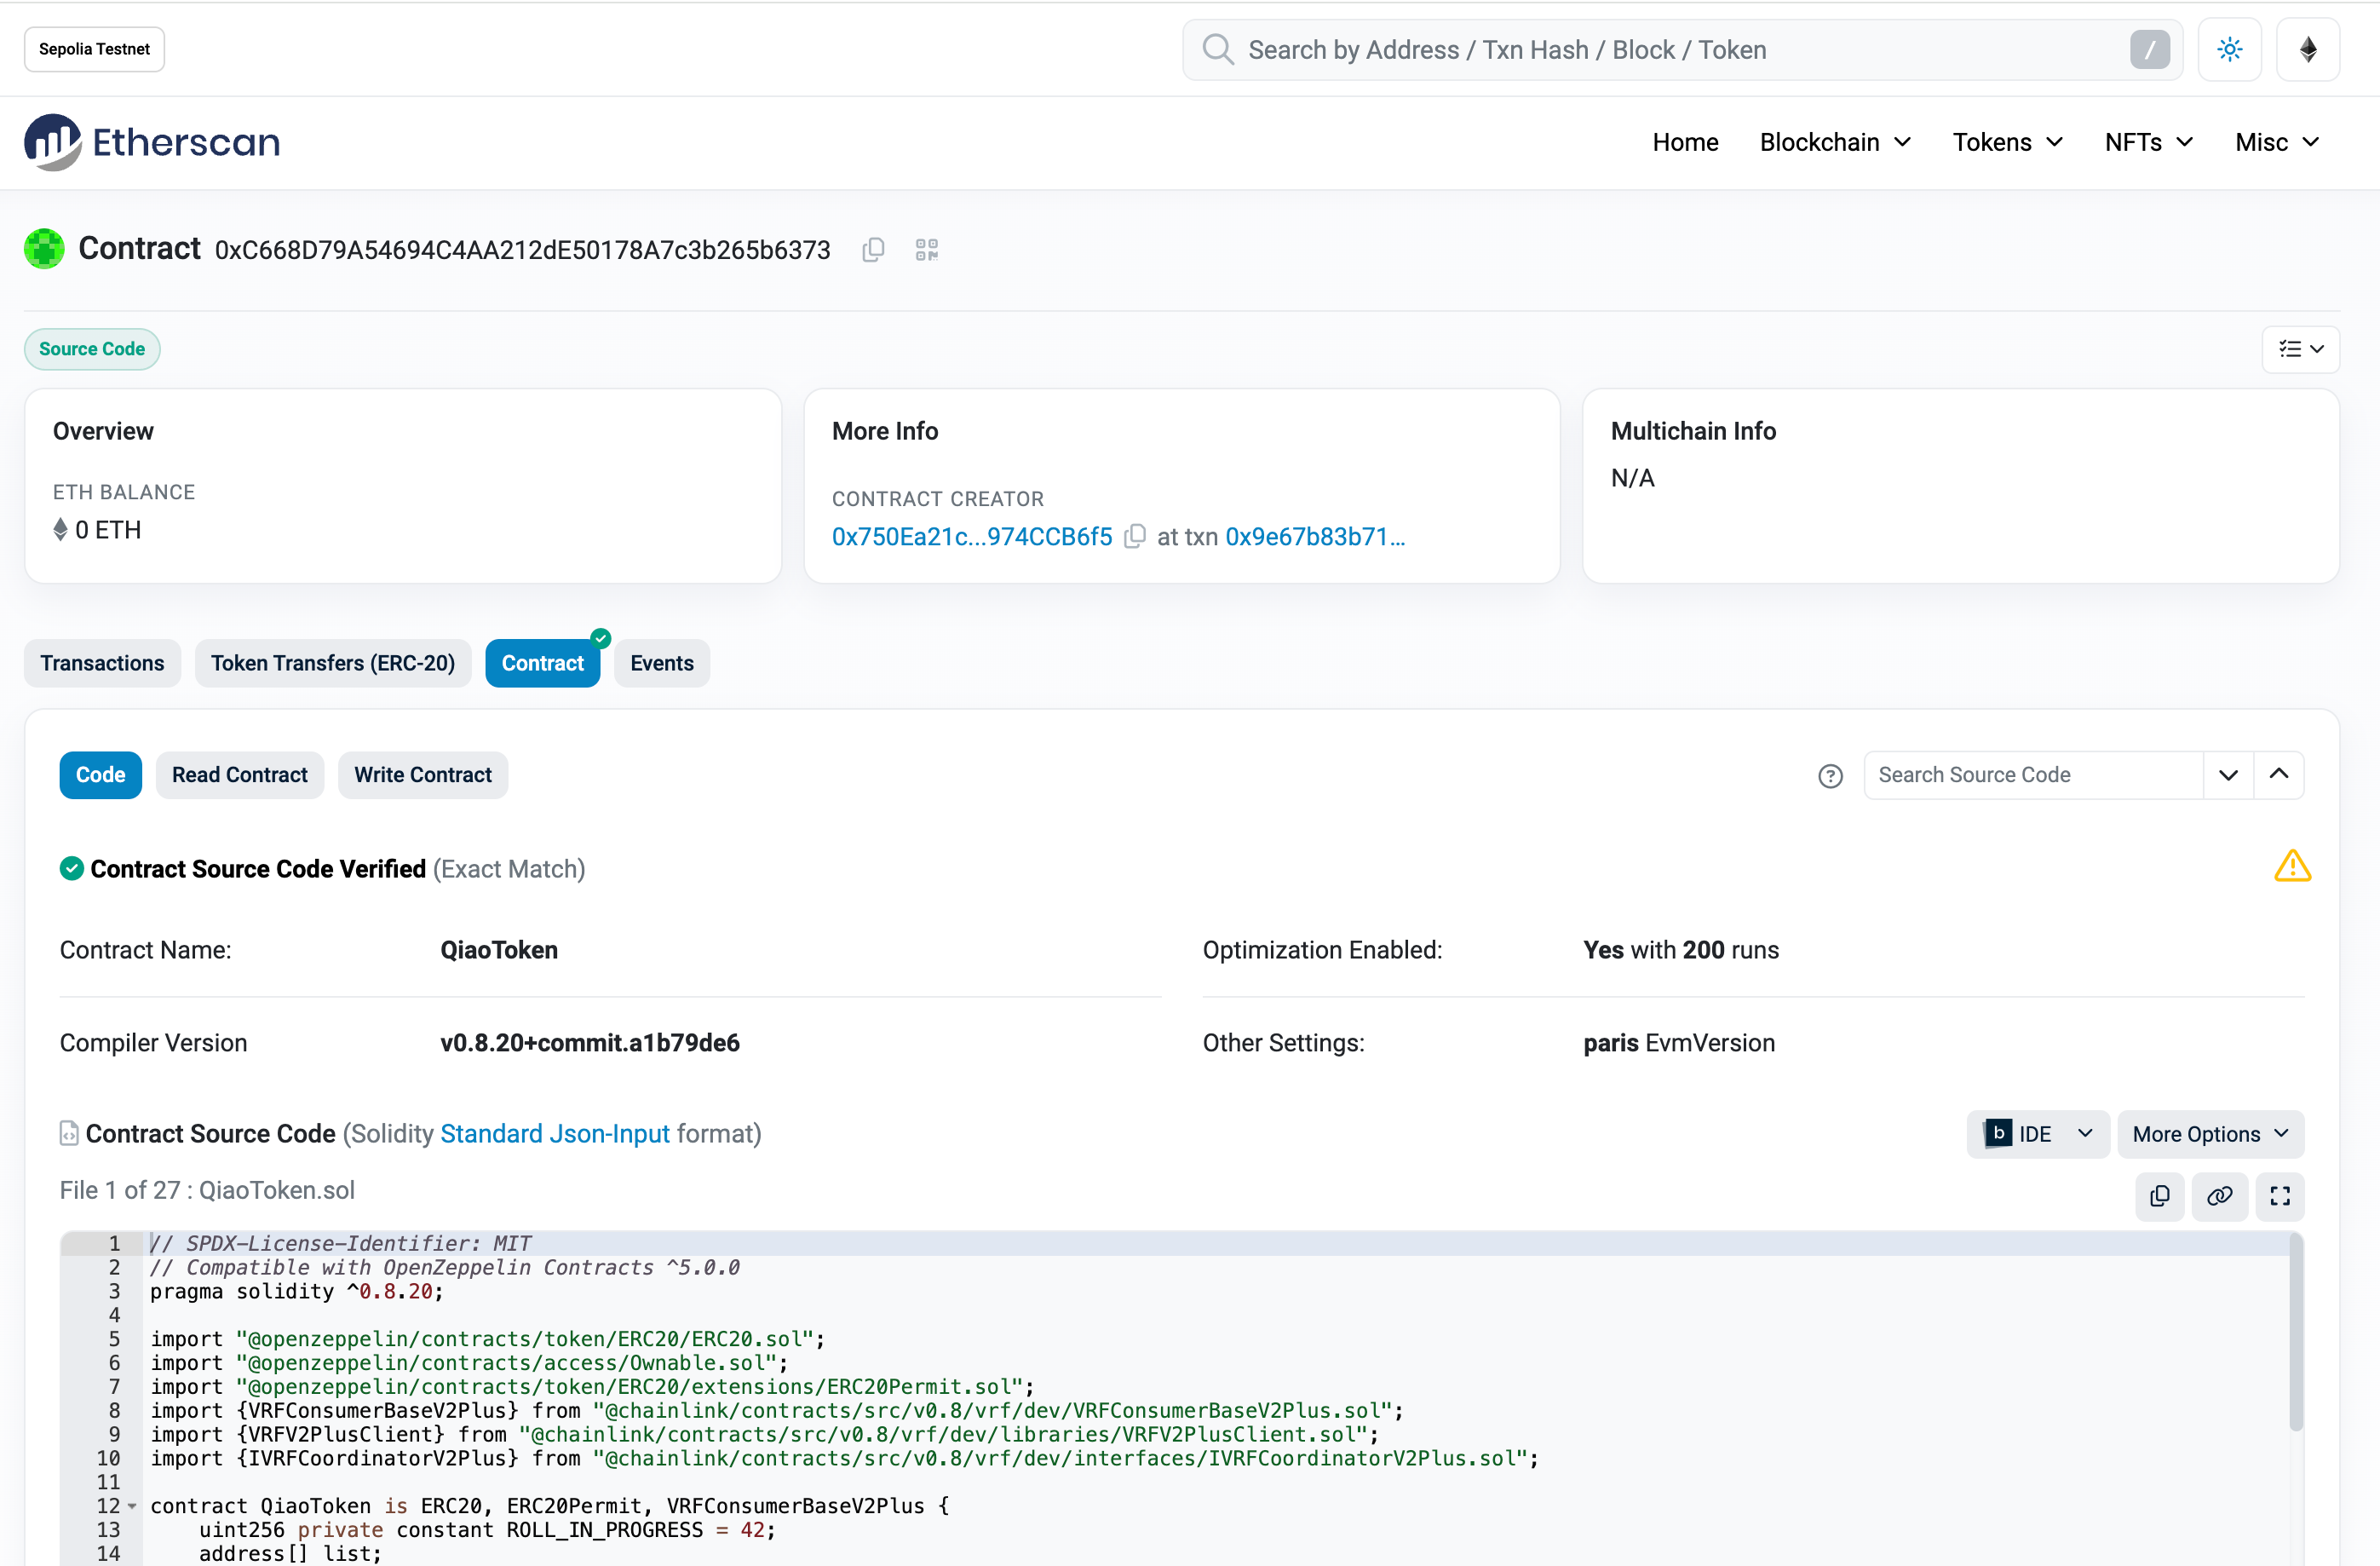 Sepolia Testnet
Search by Address / Txn Hash / Block / Token
/
Etherscan
Home Blockchain Tokens NFTs Misc
Contract 0xC668D79A54694C4AA212dE50178A7c3b265b6373
Source Code
Overview
ETH BALANCE
0 ETH
More Info
CONTRACT CREATOR
0x750Ea21c...974CCB6f5 at txn 0x9e67b83b71...
Multichain Info
N/A
Transactions Token Transfers (ERC-20) Contract Events
Code Read Contract Write Contract
Search Source Code
Contract Source Code Verified (Exact Match)
Contract Name: QiaoToken
Optimization Enabled: Yes with 200 runs
Compiler Version v0.8.20+commit.a1b79de6
Other Settings: paris EvmVersion
Contract Source Code (Solidity Standard Json-Input format)
b IDE More Options
File 1 of 27 : QiaoToken.sol
1 // SPDX-License-Identifier: MIT
2 // Compatible with OpenZeppelin Contracts ^5.0.0
3 pragma solidity ^0.8.20;
4
5 import "@openzeppelin/contracts/token/ERC20/ERC20.sol";
6 import "@openzeppelin/contracts/access/Ownable.sol";
7 import "@openzeppelin/contracts/token/ERC20/extensions/ERC20Permit.sol";
8 import {VRFConsumerBaseV2Plus} from "@chainlink/contracts/src/v0.8/vrf/dev/VRFConsumerBaseV2Plus.sol";
9 import {VRFV2PlusClient} from "@chainlink/contracts/src/v0.8/vrf/dev/libraries/VRFV2PlusClient.sol";
10 import {IVRFCoordinatorV2Plus} from "@chainlink/contracts/src/v0.8/vrf/dev/interfaces/IVRFCoordinatorV2Plus.sol";
11
12 contract QiaoToken is ERC20, ERC20Permit, VRFConsumerBaseV2Plus {
13 uint256 private constant ROLL_IN_PROGRESS = 42;
14 address[] list;